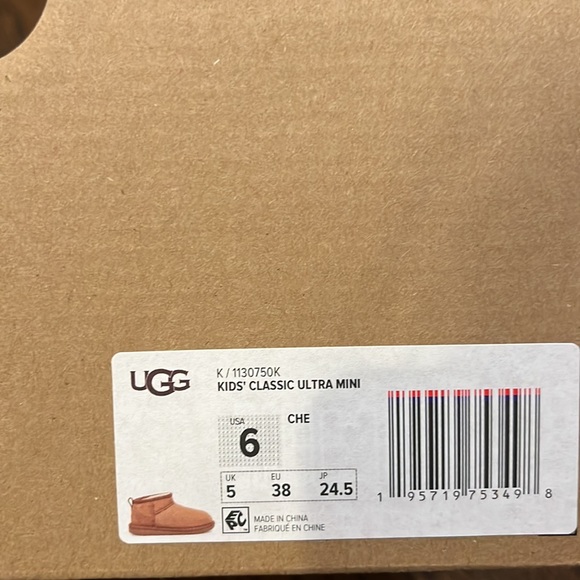 UGG
K / 1130750K
KIDS' CLASSIC ULTRA MINI
USA
6
CHE
UK EU JP
5 38 24.5
MADE IN CHINA
FABRIQUÉ EN CHINE
1 95719 75349 8